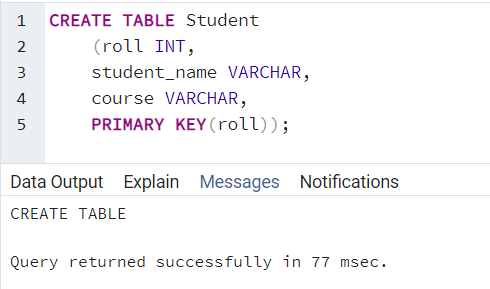 1 CREATE TABLE Student
2 (roll INT,
3 student_name VARCHAR,
4 course VARCHAR,
5 PRIMARY KEY(roll));
Data Output Explain Messages Notifications
CREATE TABLE
Query returned successfully in 77 msec.